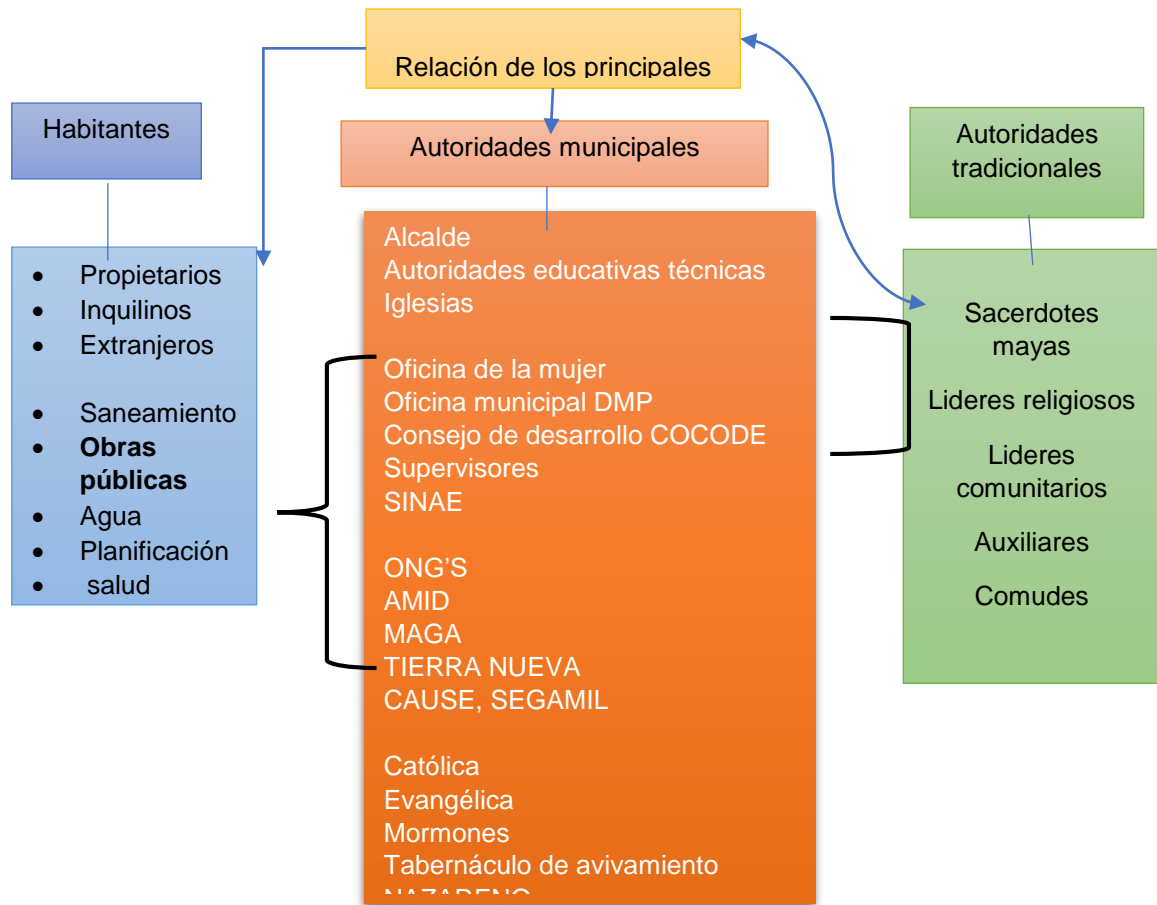 Relación de los principales
Habitantes
Autoridades municipales
Autoridades
tradicionales
• Propietarios
• Inquilinos
• Extranjeros
• Saneamiento
• Obras
públicas
• Agua
• Planificación
• salud
Alcalde
Autoridades educativas técnicas
Iglesias
Oficina de la mujer
Oficina municipal DMP
Consejo de desarrollo COCODE
Supervisores
SINAE
ONG'S
AMID
MAGA
TIERRA NUEVA
CAUSE, SEGAMIL
Católica
Evangélica
Mormones
Tabernáculo de avivamiento
NAZARENO
Sacerdotes
mayas
Lideres religiosos
Lideres
comunitarios
Auxiliares
Comudes